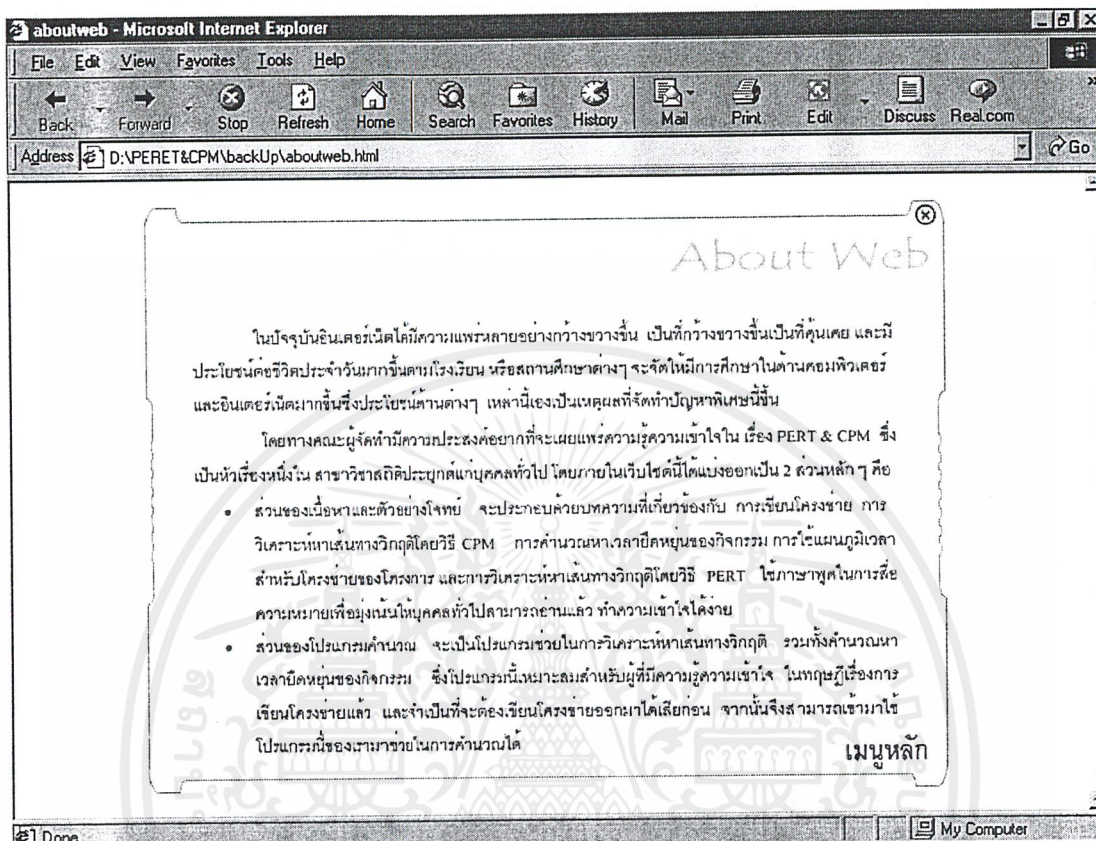 aboutweb - Microsoft Internet Explorer
File Edit View Favorites Tools Help
Back Forward Stop Refresh Home Search Favorites History Mail Print Edit Discuss Real.com
Address D:\PERET&CPM\backUp\aboutweb.html Go
About Web
ในปัจจุบันอินเตอร์เน็ตได้มีความแพร่หลายอย่างกว้างขวางขึ้น เป็นที่กว้างขวางขึ้นเป็นที่คุ้นเคย และมี
ประโยชน์ต่อชีวิตประจำวันมากขึ้นตามโรงเรียน หรือสถานศึกษาต่างๆ จะจัดให้มีการศึกษาในด้านคอมพิวเตอร์
และอินเตอร์เน็ตมากขึ้นซึ่งประโยชน์ด้านต่างๆ เหล่านี้เองเป็นเหตุผลที่จัดทำปัญหาพิเศษนี้ขึ้น
โดยทางคณะผู้จัดทำมีความประสงค์อยากที่จะเผยแพร่ความรู้ความเข้าใจใน เรื่อง PERT & CPM ซึ่ง
เป็นหัวเรื่องหนึ่งใน สาขาวิชาสถิติประยุกต์แก่บุคคลทั่วไป โดยภายในเว็บไซต์นี้ได้แบ่งออกเป็น 2 ส่วนหลัก ๆ คือ
• ส่วนของเนื้อหาและตัวอย่างโจทย์ จะประกอบด้วยบทความที่เกี่ยวข้องกับ การเขียนโครงข่าย การ
วิเคราะห์หาเส้นทางวิกฤติโดยวิธี CPM การคำนวณหาเวลายืดหยุ่นของกิจกรรม การใช้แผนภูมิเวลา
สำหรับโครงข่ายของโครงการ และการวิเคราะห์หาเส้นทางวิกฤติโดยวิธี PERT ใช้ภาษาพูดในการสื่อ
ความหมายเพื่อมุ่งเน้นให้บุคคลทั่วไปสามารถอ่านแล้ว ทำความเข้าใจได้ง่าย
• ส่วนของโปรแกรมคำนวณ จะเป็นโปรแกรมช่วยในการวิเคราะห์หาเส้นทางวิกฤติ รวมทั้งคำนวณหา
เวลายืดหยุ่นของกิจกรรม ซึ่งโปรแกรมนี้เหมาะสมสำหรับผู้ที่มีความรู้ความเข้าใจ ในทฤษฎีเรื่องการ
เขียนโครงข่ายแล้ว และจำเป็นที่จะต้องเขียนโครงข่ายออกมาได้เสียก่อน จากนั้นจึงสามารถเข้ามาใช้
โปรแกรมนี้ของเรามาช่วยในการคำนวณได้
เมนูหลัก
Done My Computer